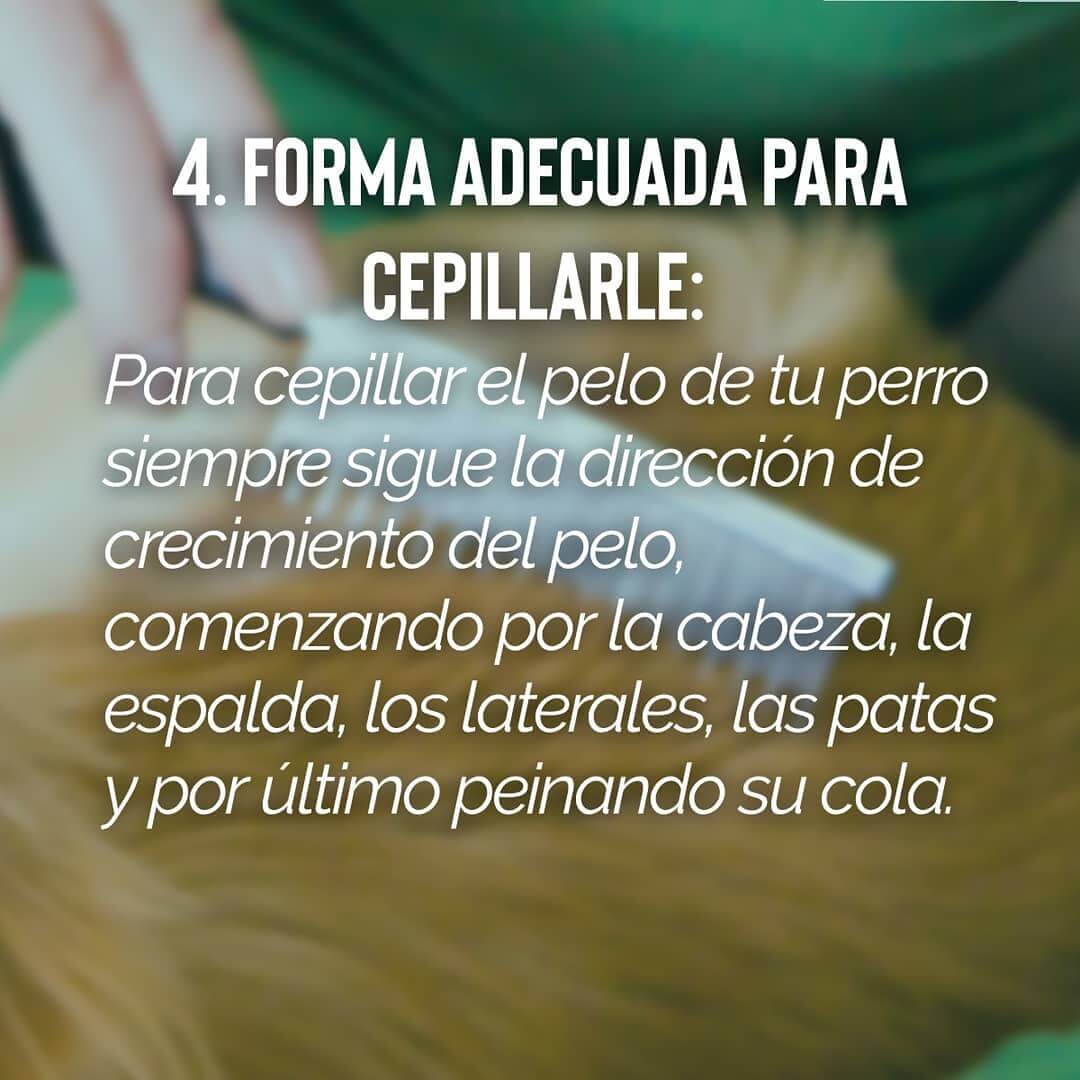 4. FORMA ADECUADA PARA
CEPILLARLE:
Para cepillar el pelo de tu perro
siempre sigue la dirección de
crecimiento del pelo,
comenzando por la cabeza, la
espalda, los laterales, las patas
y por último peinando su cola.